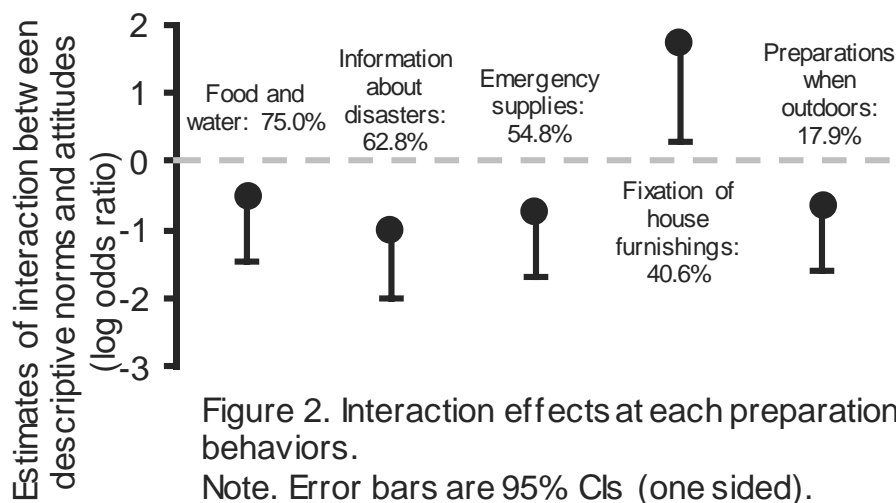 Estimates of interaction between
descriptive norms and attitudes
(log odds ratio)
2
1
0
-1
-2
-3
Food and
water: 75.0%
Information
about
disasters:
62.8%
Emergency
supplies:
54.8%
Fixation of
house
furnishings:
40.6%
Preparations
when
outdoors:
17.9%
Figure 2. Interaction effects at each preparation
behaviors.
Note. Error bars are 95% CIs (one sided).